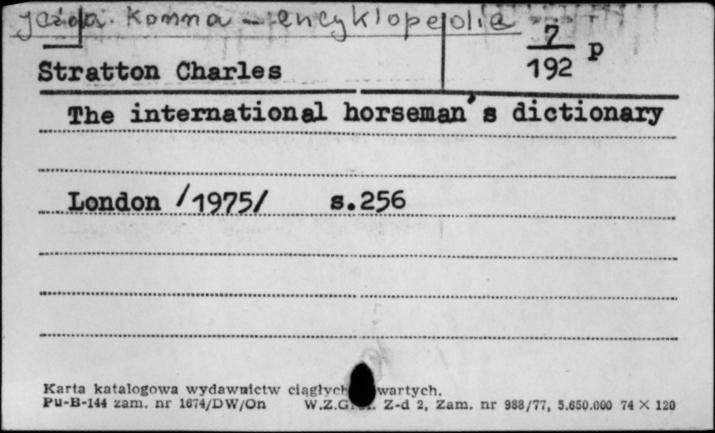 jazda konna – encyklopedia
7
192 p
Stratton Charles
The international horseman's dictionary
London /1975/ s.256
Karta katalogowa wydawnictw ciągłych wartych.
Pu-B-144 zam. nr 1674/DW/On W.Z.G. Z-d 2, Zam. nr 988/77, 5.650.000 74 × 120